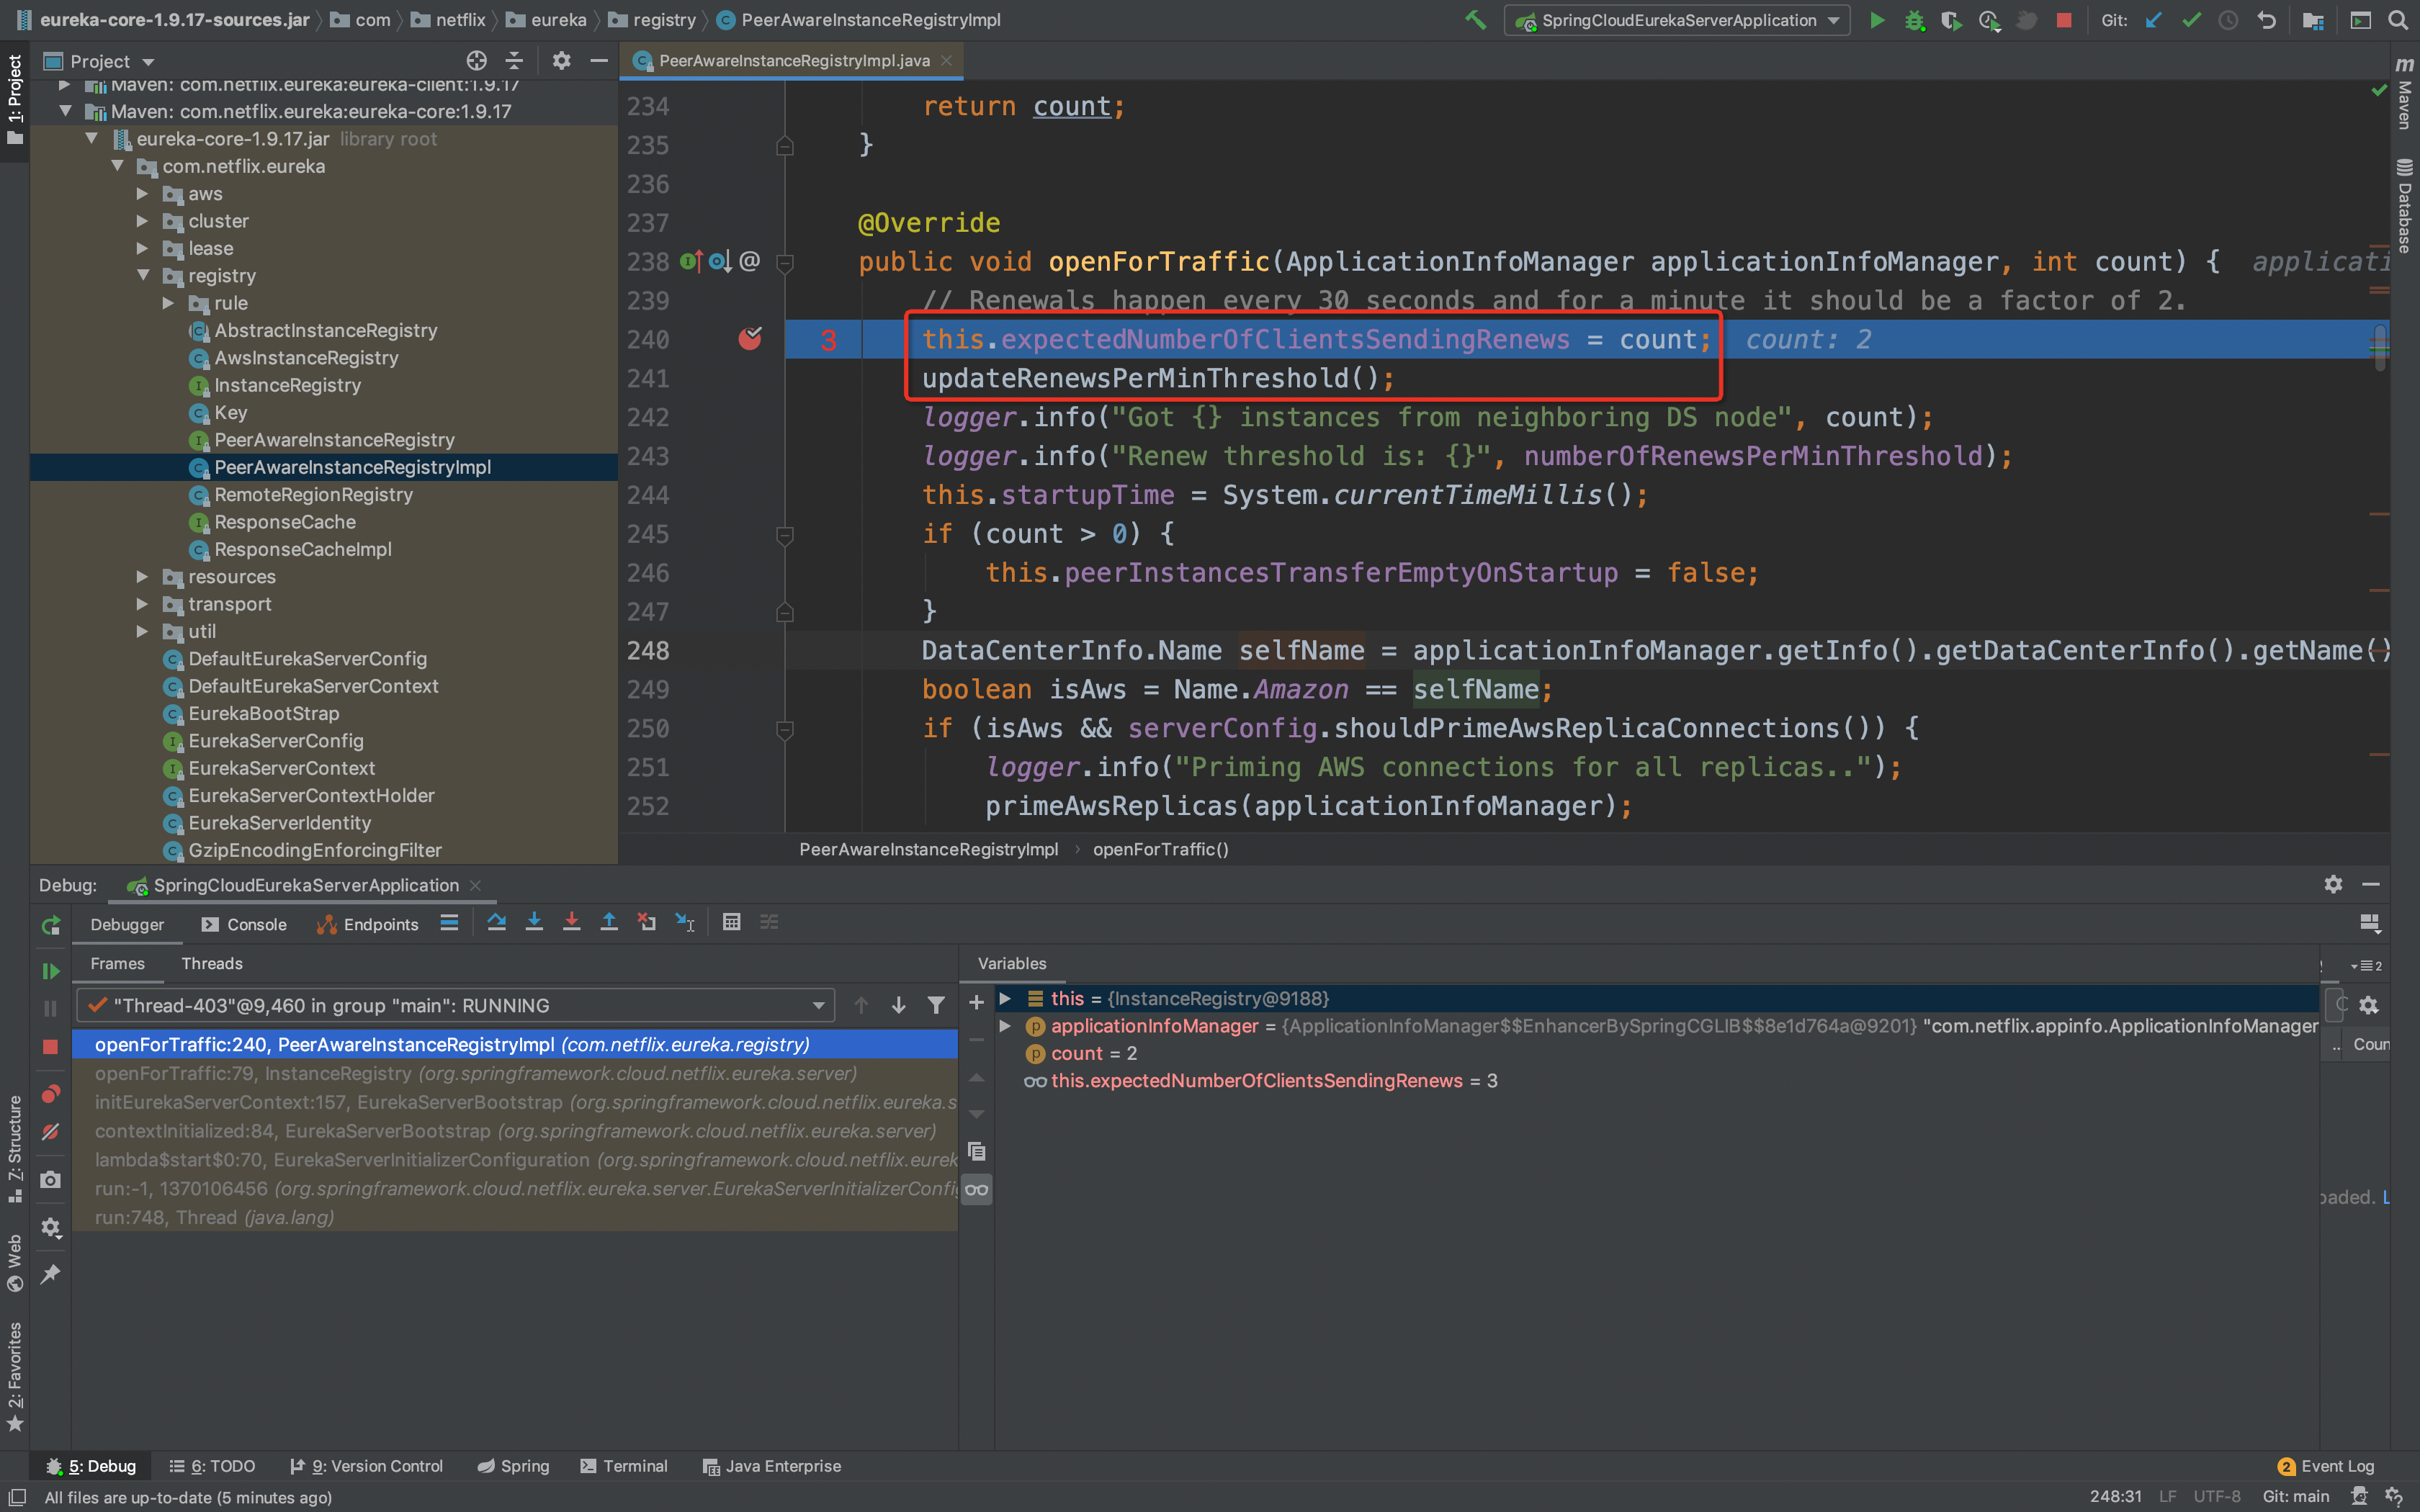 eureka-core-1.9.17-sources.jar com netflix eureka registry PeerAwareInstanceRegistryImpl
SpringCloudEurekaServerApplication
Git:
1: Project
Project
Maven: com.netflix.eureka:eureka-client:1.9.17
Maven: com.netflix.eureka:eureka-core:1.9.17
eureka-core-1.9.17.jar library root
com.netflix.eureka
aws
cluster
lease
registry
rule
AbstractInstanceRegistry
AwsInstanceRegistry
InstanceRegistry
Key
PeerAwareInstanceRegistry
PeerAwareInstanceRegistryImpl
RemoteRegionRegistry
ResponseCache
ResponseCacheImpl
resources
transport
util
DefaultEurekaServerConfig
DefaultEurekaServerContext
EurekaBootStrap
EurekaServerConfig
EurekaServerContext
EurekaServerContextHolder
EurekaServerIdentity
GzipEncodingEnforcingFilter
PeerAwareInstanceRegistryImpl.java
234 return count;
235 }
236
237 @Override
238 @ public void openForTraffic(ApplicationInfoManager applicationInfoManager, int count) { applicati
239 // Renewals happen every 30 seconds and for a minute it should be a factor of 2.
240 3 this.expectedNumberOfClientsSendingRenews = count; count: 2
241 updateRenewsPerMinThreshold();
242 logger.info("Got {} instances from neighboring DS node", count);
243 logger.info("Renew threshold is: {}", numberOfRenewsPerMinThreshold);
244 this.startupTime = System.currentTimeMillis();
245 if (count > 0) {
246 this.peerInstancesTransferEmptyOnStartup = false;
247 }
248 DataCenterInfo.Name selfName = applicationInfoManager.getInfo().getDataCenterInfo().getName()
249 boolean isAws = Name.Amazon == selfName;
250 if (isAws && serverConfig.shouldPrimeAwsReplicaConnections()) {
251 logger.info("Priming AWS connections for all replicas..");
252 primeAwsReplicas(applicationInfoManager);
PeerAwareInstanceRegistryImpl openForTraffic()
Maven
Database
Debug: SpringCloudEurekaServerApplication
Debugger Console Endpoints
Frames Threads
"Thread-403"@9,460 in group "main": RUNNING
openForTraffic:240, PeerAwareInstanceRegistryImpl (com.netflix.eureka.registry)
openForTraffic:79, InstanceRegistry (org.springframework.cloud.netflix.eureka.server)
initEurekaServerContext:157, EurekaServerBootstrap (org.springframework.cloud.netflix.eureka.s
contextInitialized:84, EurekaServerBootstrap (org.springframework.cloud.netflix.eureka.server)
lambda$start$0:70, EurekaServerInitializerConfiguration (org.springframework.cloud.netflix.eurek
run:-1, 1370106456 (org.springframework.cloud.netflix.eureka.server.EurekaServerInitializerConfi
run:748, Thread (java.lang)
Variables
this = {InstanceRegistry@9188}
applicationInfoManager = {ApplicationInfoManager$$EnhancerBySpringCGLIB$$8e1d764a@9201} "com.netflix.appinfo.ApplicationInfoManager
count = 2
this.expectedNumberOfClientsSendingRenews = 3
2
.. Coun
oaded. L
Z: Structure
Web
2: Favorites
5: Debug 6: TODO 9: Version Control Spring Terminal Java Enterprise 2 Event Log
All files are up-to-date (5 minutes ago) 248:31 LF UTF-8 Git: main